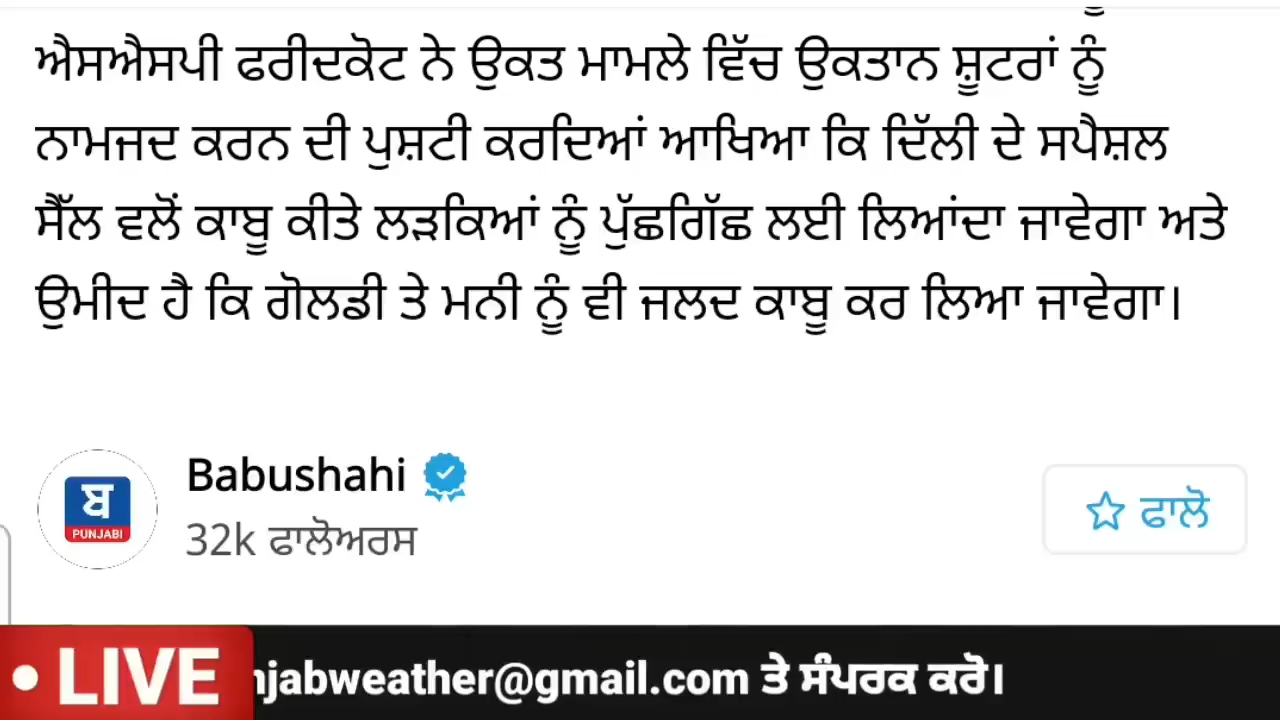 ਐਸਐਸਪੀ ਫਰੀਦਕੋਟ ਨੇ ਉਕਤ ਮਾਮਲੇ ਵਿੱਚ ਉਕਤਾਨ ਸ਼ੂਟਰਾਂ ਨੂੰ
ਨਾਮਜਦ ਕਰਨ ਦੀ ਪੁਸ਼ਟੀ ਕਰਦਿਆਂ ਆਖਿਆ ਕਿ ਦਿੱਲੀ ਦੇ ਸਪੈਸ਼ਲ
ਸੈੱਲ ਵਲੋਂ ਕਾਬੂ ਕੀਤੇ ਲੜਕਿਆਂ ਨੂੰ ਪੁੱਛਗਿੱਛ ਲਈ ਲਿਆਂਦਾ ਜਾਵੇਗਾ ਅਤੇ
ਉਮੀਦ ਹੈ ਕਿ ਗੋਲਡੀ ਤੇ ਮਨੀ ਨੂੰ ਵੀ ਜਲਦ ਕਾਬੂ ਕਰ ਲਿਆ ਜਾਵੇਗਾ।
ਬ
PUNJABI
Babushahi
32k ਫਾਲੋਅਰਸ
ਫਾਲੋ
LIVE
njabweather@gmail.com ਤੇ ਸੰਪਰਕ ਕਰੋ।